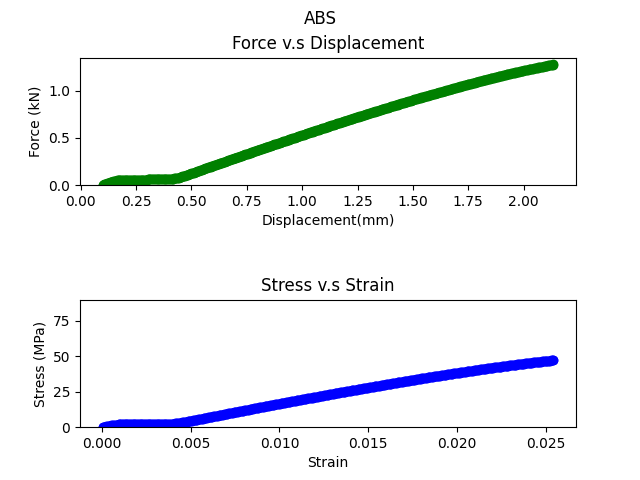 ABS
Force v.s Displacement
1.0
0.5
0.0
Force (kN)
0.00 0.25 0.50 0.75 1.00 1.25 1.50 1.75 2.00
Displacement(mm)
Stress v.s Strain
75
50
25
0
Stress (MPa)
0.000 0.005 0.010 0.015 0.020 0.025
Strain